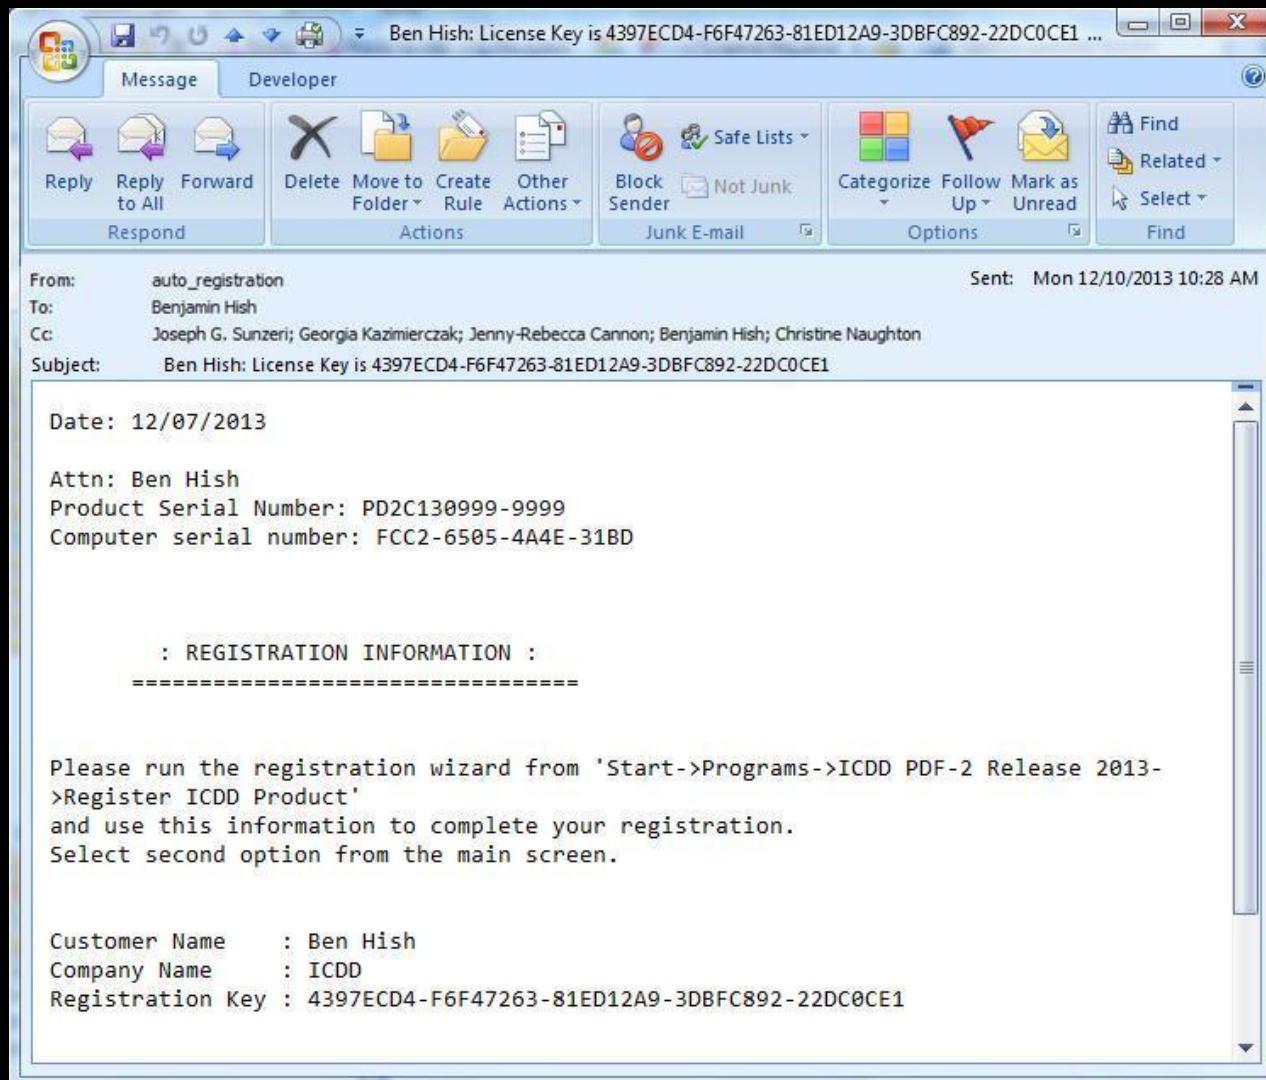 Ben Hish: License Key is 4397ECD4-F6F47263-81ED12A9-3DBFC892-22DC0CE1 ...
Message Developer
Reply Reply to All Forward
Respond
Delete Move to Folder Create Rule Other Actions
Actions
Block Sender Safe Lists Not Junk
Junk E-mail
Categorize Follow Up Mark as Unread
Options
Find Related Select
Find
From: auto_registration Sent: Mon 12/10/2013 10:28 AM
To: Benjamin Hish
Cc: Joseph G. Sunzeri; Georgia Kazimierczak; Jenny-Rebecca Cannon; Benjamin Hish; Christine Naughton
Subject: Ben Hish: License Key is 4397ECD4-F6F47263-81ED12A9-3DBFC892-22DC0CE1
Date: 12/07/2013
Attn: Ben Hish
Product Serial Number: PD2C130999-9999
Computer serial number: FCC2-6505-4A4E-31BD
: REGISTRATION INFORMATION :
=================================
Please run the registration wizard from 'Start->Programs->ICDD PDF-2 Release 2013-
>Register ICDD Product'
and use this information to complete your registration.
Select second option from the main screen.
Customer Name : Ben Hish
Company Name : ICDD
Registration Key : 4397ECD4-F6F47263-81ED12A9-3DBFC892-22DC0CE1